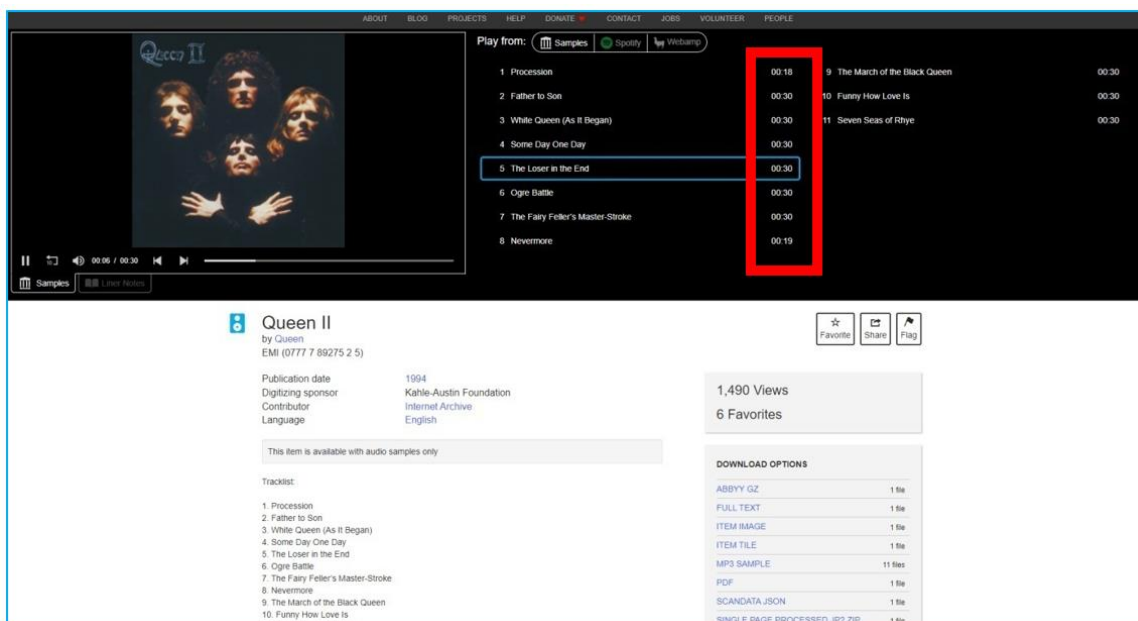 ABOUT BLOG PROJECTS HELP DONATE CONTACT JOBS VOLUNTEER PEOPLE
Queen II
Play from: Samples Spotify Webamp
1 Procession 00:18
2 Father to Son 00:30
3 White Queen (As It Began) 00:30
4 Some Day One Day 00:30
5 The Loser in the End 00:30
6 Ogre Battle 00:30
7 The Fairy Feller's Master-Stroke 00:30
8 Nevermore 00:19
9 The March of the Black Queen 00:30
10 Funny How Love Is 00:30
11 Seven Seas of Rhye 00:30
00:06 / 00:30
Samples Liner Notes
Queen II
by Queen
EMI (0777 7 89275 2 5)
Favorite Share Flag
Publication date 1994
Digitizing sponsor Kahle-Austin Foundation
Contributor Internet Archive
Language English
This item is available with audio samples only
Tracklist:
1. Procession
2. Father to Son
3. White Queen (As It Began)
4. Some Day One Day
5. The Loser in the End
6. Ogre Battle
7. The Fairy Feller's Master-Stroke
8. Nevermore
9. The March of the Black Queen
10. Funny How Love Is
1,490 Views
6 Favorites
DOWNLOAD OPTIONS
ABBYY GZ 1 file
FULL TEXT 1 file
ITEM IMAGE 1 file
ITEM TILE 1 file
MP3 SAMPLE 11 files
PDF 1 file
SCANDATA JSON 1 file
SINGLE PAGE PROCESSED JP2 ZIP 1 file